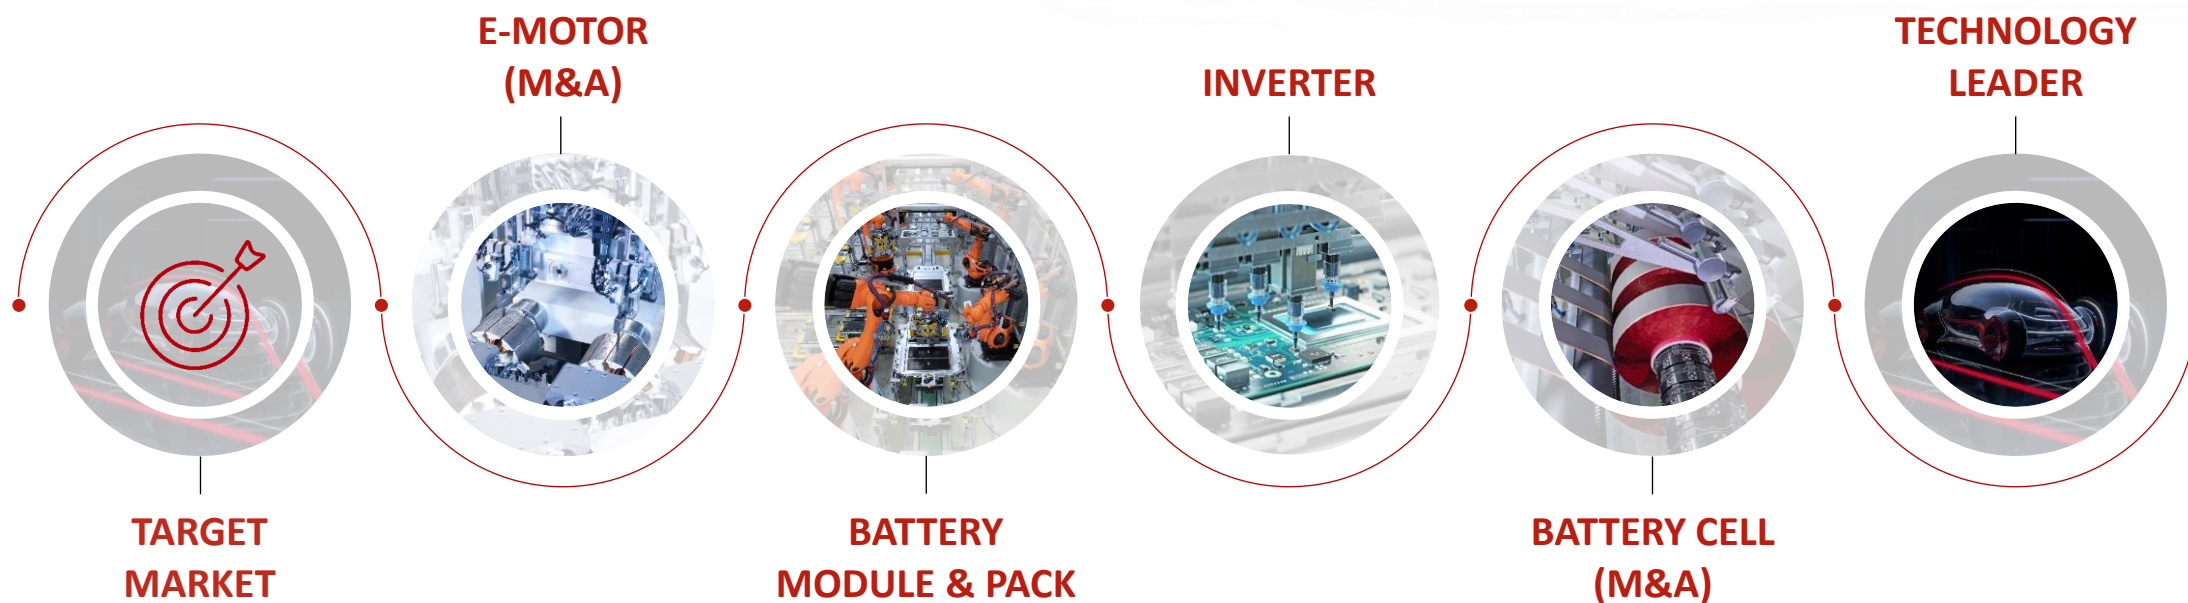 TARGET
MARKET
E-MOTOR
(M&A)
BATTERY
MODULE & PACK
INVERTER
BATTERY CELL
(M&A)
TECHNOLOGY
LEADER